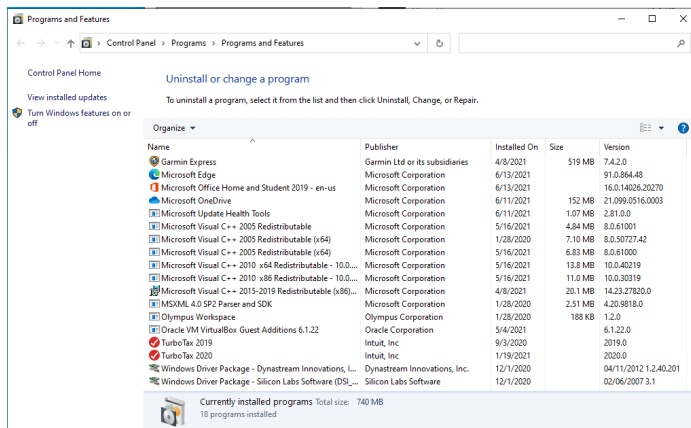 Programs and Features
Control Panel > Programs > Programs and Features
Control Panel Home
View installed updates
Turn Windows features on or off
Uninstall or change a program
To uninstall a program, select it from the list and then click Uninstall, Change, or Repair.
Organize
Name Publisher Installed On Size Version
Garmin Express Garmin Ltd or its subsidiaries 4/8/2021 519 MB 7.4.2.0
Microsoft Edge Microsoft Corporation 6/13/2021 91.0.864.48
Microsoft Office Home and Student 2019 - en-us Microsoft Corporation 6/13/2021 16.0.14026.20270
Microsoft OneDrive Microsoft Corporation 6/11/2021 152 MB 21.099.0516.0003
Microsoft Update Health Tools Microsoft Corporation 6/11/2021 1.07 MB 2.81.0.0
Microsoft Visual C++ 2005 Redistributable Microsoft Corporation 5/16/2021 4.84 MB 8.0.61001
Microsoft Visual C++ 2005 Redistributable (x64) Microsoft Corporation 1/28/2020 7.10 MB 8.0.50727.42
Microsoft Visual C++ 2005 Redistributable (x64) Microsoft Corporation 5/16/2021 6.83 MB 8.0.61000
Microsoft Visual C++ 2010 x64 Redistributable - 10.0.... Microsoft Corporation 5/16/2021 13.8 MB 10.0.40219
Microsoft Visual C++ 2010 x86 Redistributable - 10.0.... Microsoft Corporation 5/16/2021 11.0 MB 10.0.30319
Microsoft Visual C++ 2015-2019 Redistributable (x86)... Microsoft Corporation 4/8/2021 20.1 MB 14.23.27820.0
MSXML 4.0 SP2 Parser and SDK Microsoft Corporation 1/28/2020 2.51 MB 4.20.9818.0
Olympus Workspace Olympus Corporation 1/28/2020 188 KB 1.2.0
Oracle VM VirtualBox Guest Additions 6.1.22 Oracle Corporation 5/4/2021 6.1.22.0
TurboTax 2019 Intuit, Inc 9/3/2020 2019.0
TurboTax 2020 Intuit, Inc 1/19/2021 2020.0
Windows Driver Package - Dynastream Innovations, I... Dynastream Innovations, Inc. 12/1/2020 04/11/2012 1.2.40.201
Windows Driver Package - Silicon Labs Software (DSI_... Silicon Labs Software 12/1/2020 02/06/2007 3.1
Currently installed programs Total size: 740 MB
18 programs installed